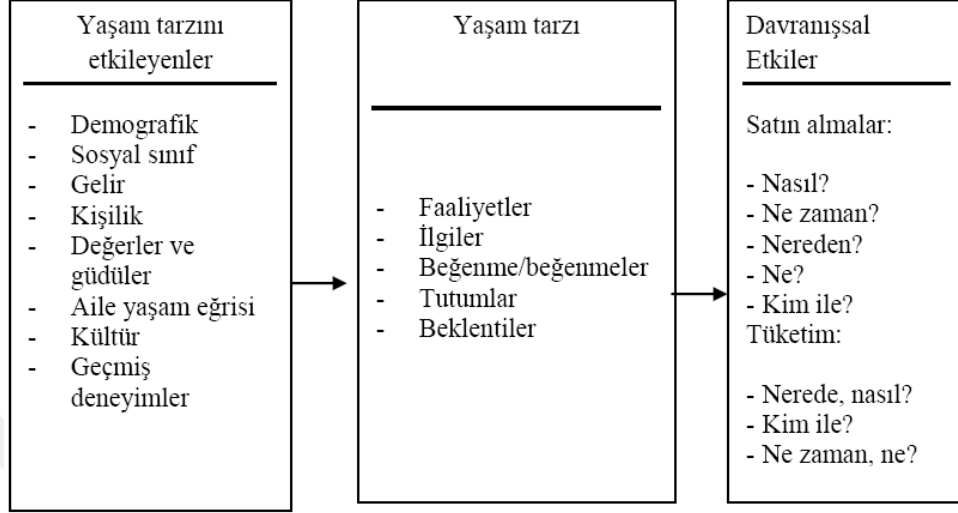 Yaşam tarzını
etkileyenler
- Demografik
- Sosyal sınıf
- Gelir
- Kişilik
- Değerler ve
güdüler
- Aile yaşam eğrisi
- Kültür
- Geçmiş
deneyimler
Yaşam tarzı
- Faaliyetler
- İlgiler
- Beğenme/beğenmeler
- Tutumlar
- Beklentiler
Davranışsal
Etkiler
Satın almalar:
- Nasıl?
- Ne zaman?
- Nereden?
- Ne?
- Kim ile?
Tüketim:
- Nerede, nasıl?
- Kim ile?
- Ne zaman, ne?